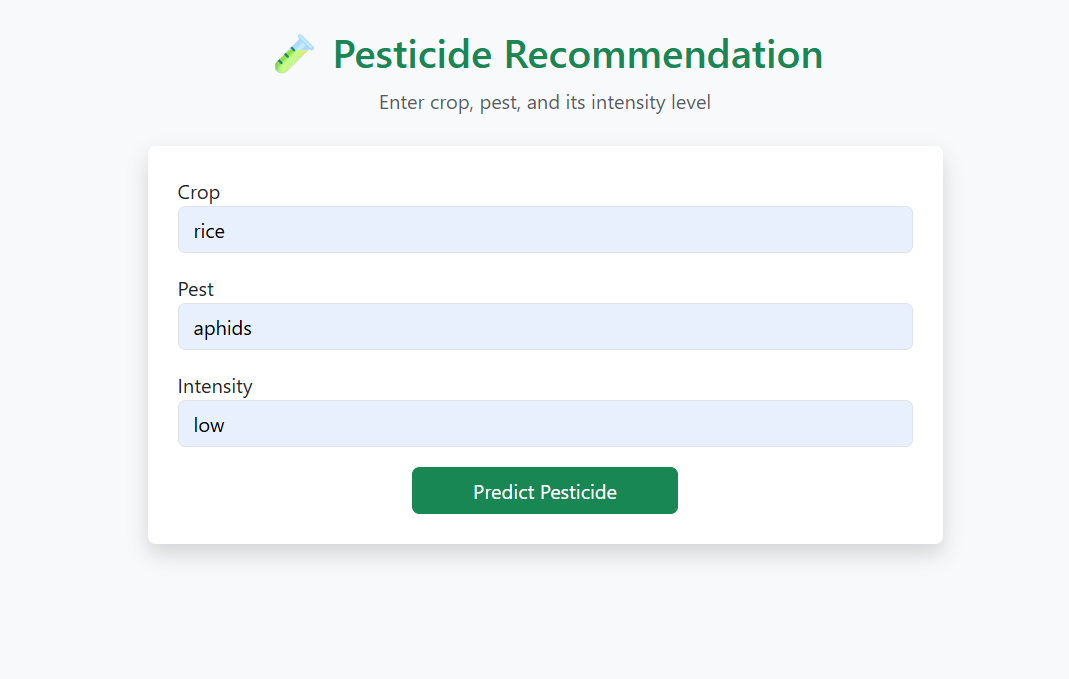 Pesticide Recommendation
Enter crop, pest, and its intensity level
Crop
rice
Pest
aphids
Intensity
low
Predict Pesticide